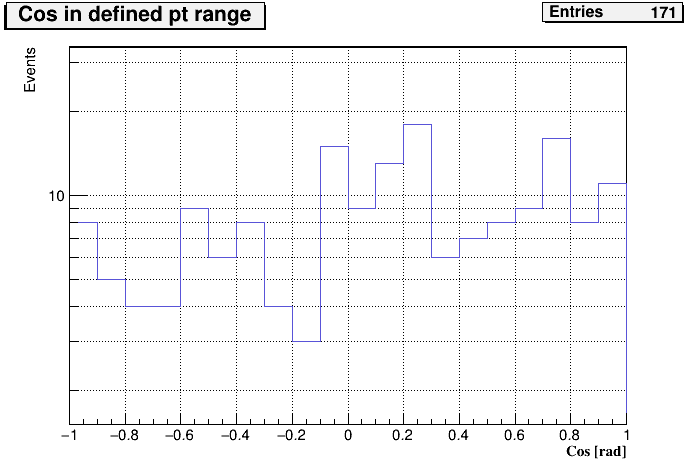 Cos in defined pt range
Entries 171
Events
10
−1 −0.8 −0.6 −0.4 −0.2 0 0.2 0.4 0.6 0.8 1
Cos [rad]